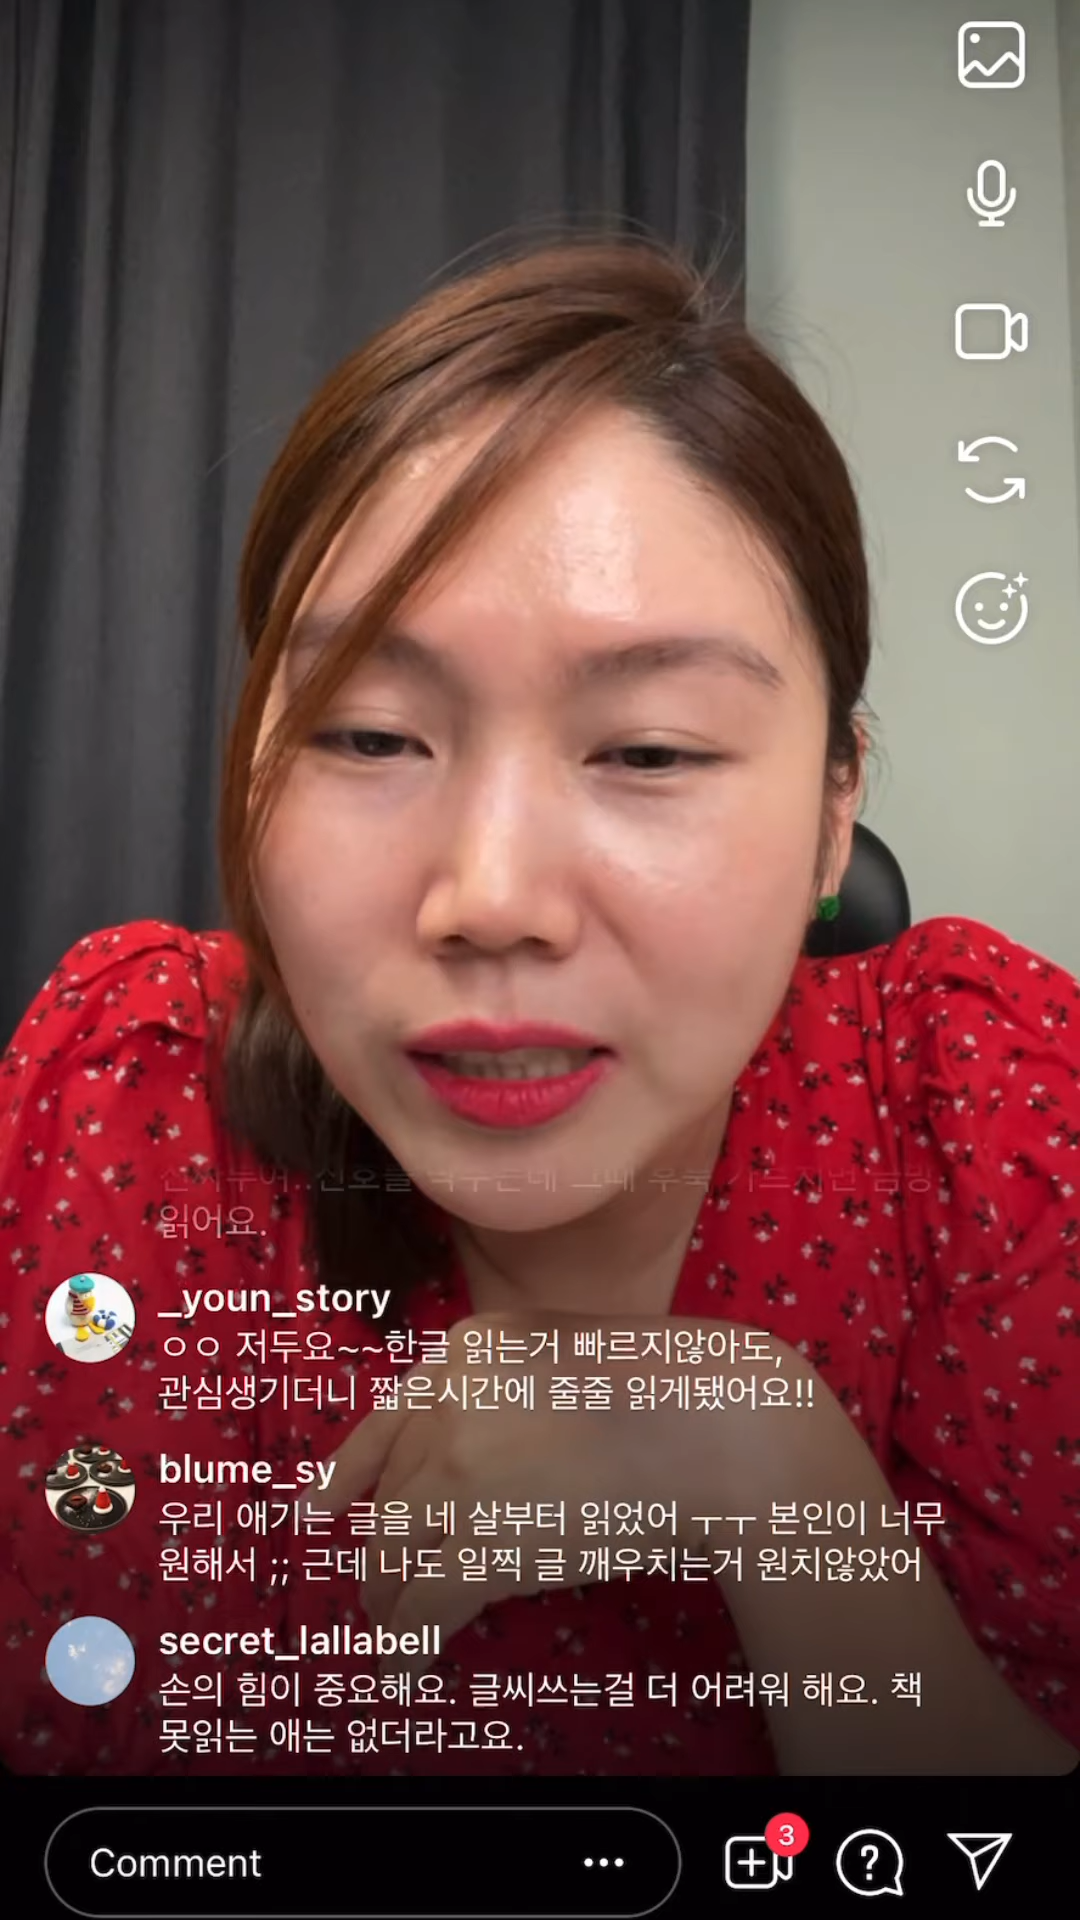 읽어요.
_youn_story
ㅇㅇ 저두요~~한글 읽는거 빠르지않아도,
관심생기더니 짧은시간에 줄줄 읽게됐어요!!
blume_sy
우리 애기는 글을 네 살부터 읽었어 ㅜㅜ 본인이 너무
원해서 ;; 근데 나도 일찍 글 깨우치는거 원치않았어
secret_lallabell
손의 힘이 중요해요. 글씨쓰는걸 더 어려워 해요. 책
못읽는 애는 없더라고요.
Comment
3